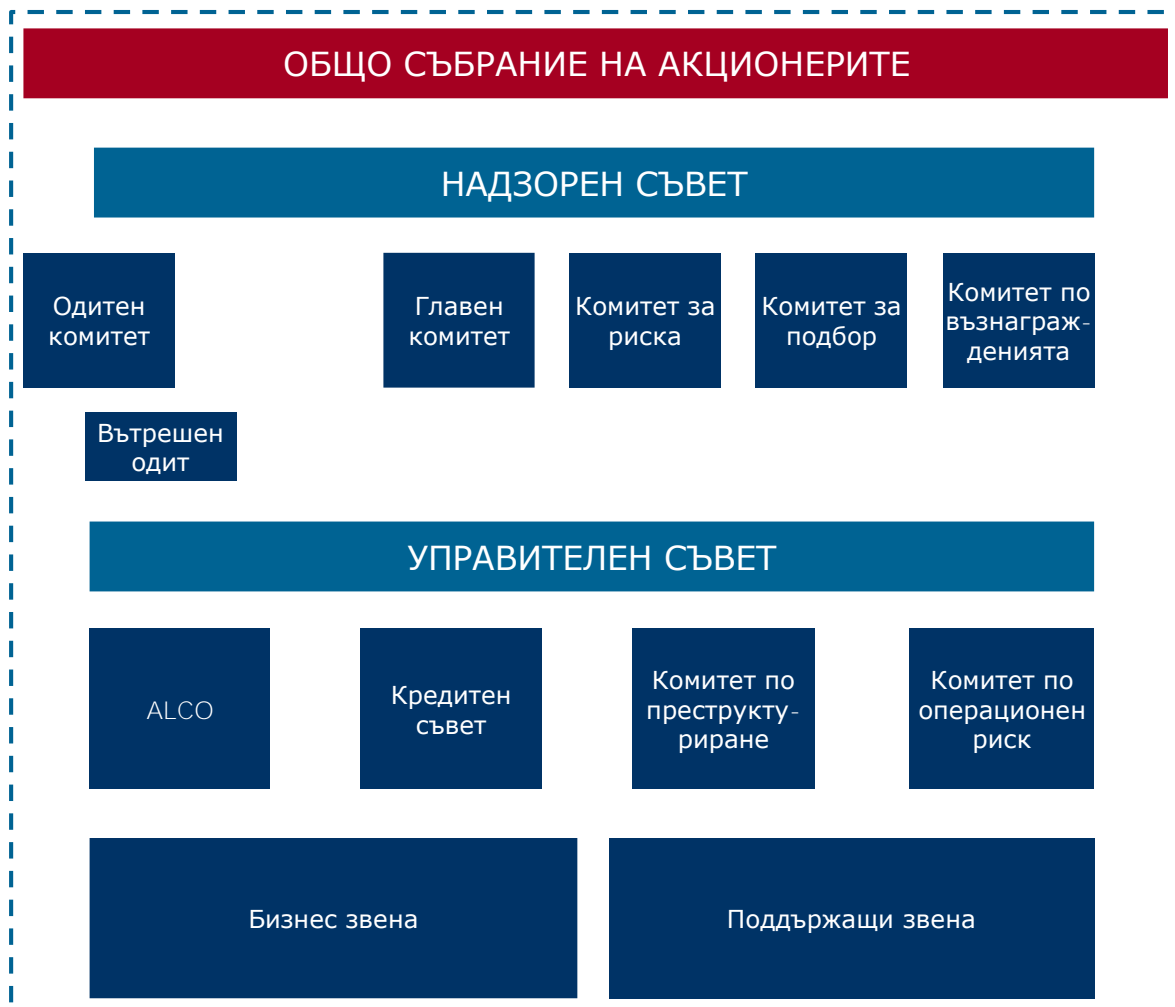 ОБЩО СЪБРАНИЕ НА АКЦИОНЕРИТЕ
НАДЗОРЕН СЪВЕТ
Одитен
комитет
Главен
комитет
Комитет за
риска
Комитет за
подбор
Комитет по
възнаграж-
денията
Вътрешен
одит
УПРАВИТЕЛЕН СЪВЕТ
ALCO
Кредитен
съвет
Комитет по
преструкту-
риране
Комитет по
операционен
риск
Бизнес звена
Поддържащи звена